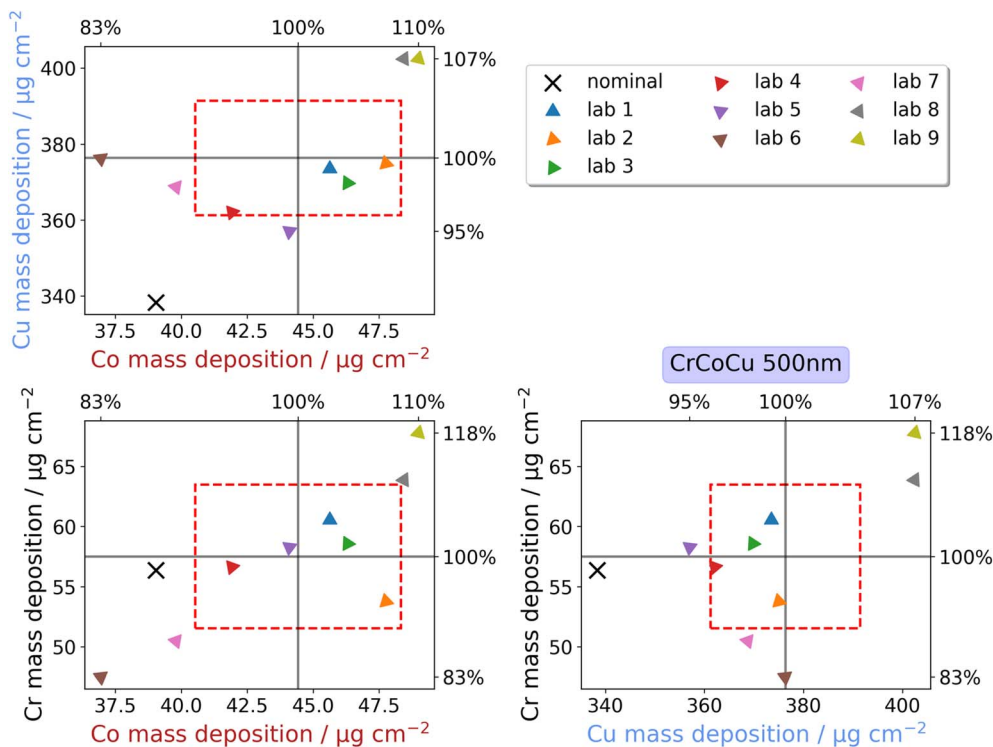 83% 100% 110%
Cu mass deposition / µg cm⁻²
400
380
360
340
107%
100%
95%
37.5 40.0 42.5 45.0 47.5
Co mass deposition / µg cm⁻²
nominal lab 4 lab 7
lab 1 lab 5 lab 8
lab 2 lab 6 lab 9
lab 3
CrCoCu 500nm
83% 100% 110%
Cr mass deposition / µg cm⁻²
65
60
55
50
118%
100%
83%
37.5 40.0 42.5 45.0 47.5
Co mass deposition / µg cm⁻²
95% 100% 107%
Cr mass deposition / µg cm⁻²
65
60
55
50
118%
100%
83%
340 360 380 400
Cu mass deposition / µg cm⁻²